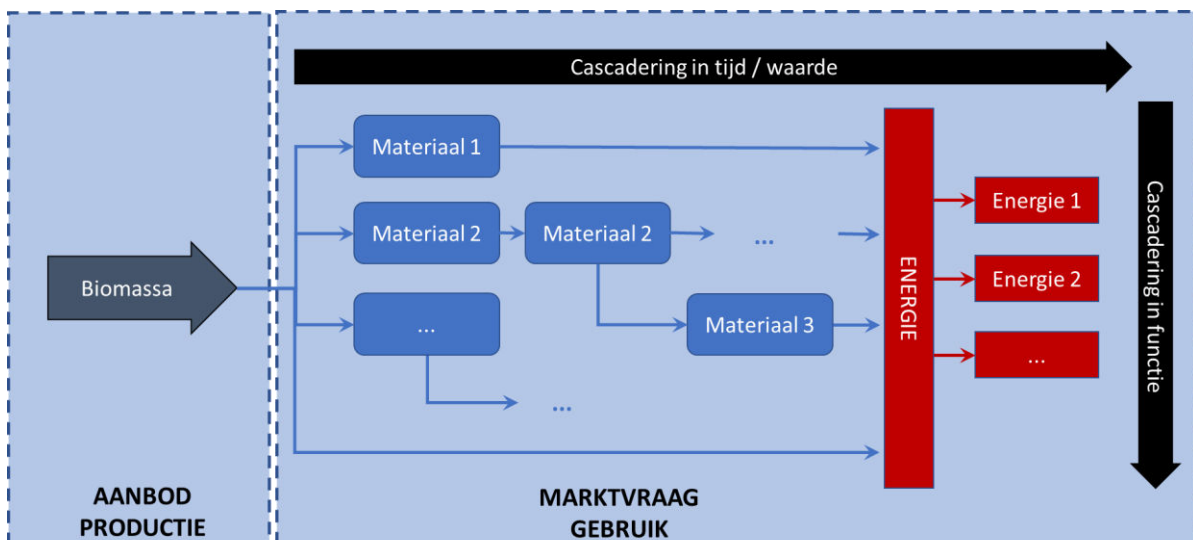 Cascadering in tijd / waarde
Materiaal 1
Materiaal 2
Materiaal 2
...
Energie 1
Biomassa
...
Materiaal 3
ENERGIE
Energie 2
...
...
Cascadering in functie
AANBOD
PRODUCTIE
MARKTVRAAG
GEBRUIK